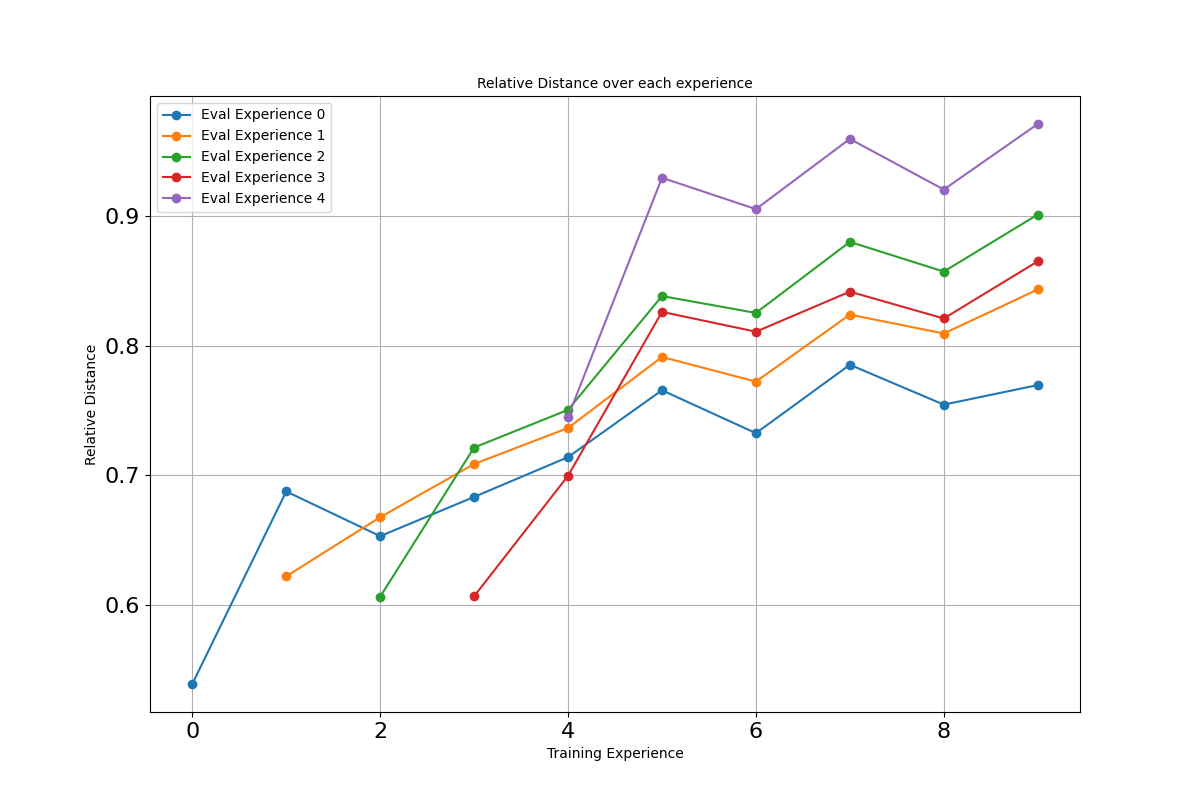 Relative Distance over each experience
Eval Experience 0
Eval Experience 1
Eval Experience 2
Eval Experience 3
Eval Experience 4
0.9
0.8
0.7
0.6
Relative Distance
0 2 4 6 8
Training Experience